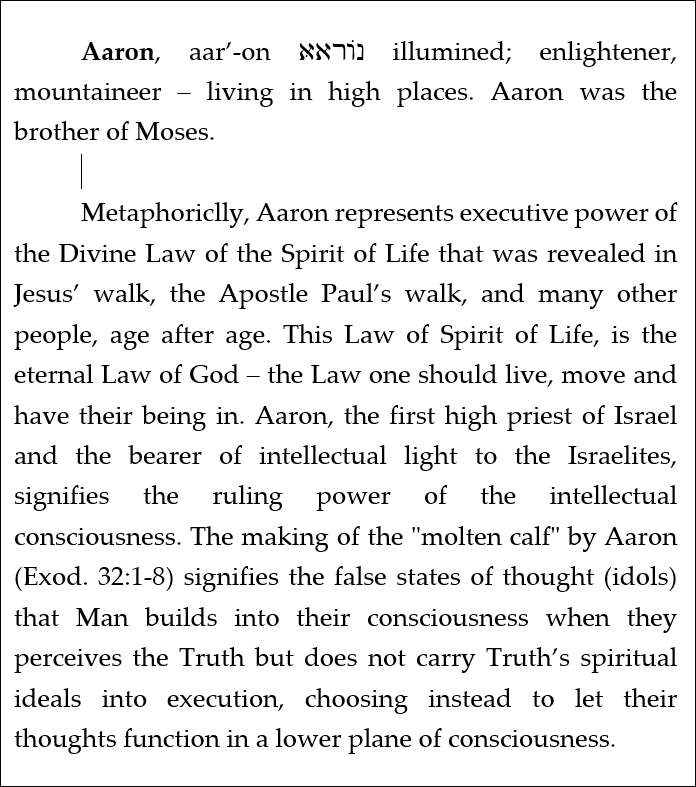 Aaron, aar’-on נוֹראאּ illumined; enlightener,
mountaineer – living in high places. Aaron was the
brother of Moses.
Metaphoriclly, Aaron represents executive power of
the Divine Law of the Spirit of Life that was revealed in
Jesus’ walk, the Apostle Paul’s walk, and many other
people, age after age. This Law of Spirit of Life, is the
eternal Law of God – the Law one should live, move and
have their being in. Aaron, the first high priest of Israel
and the bearer of intellectual light to the Israelites,
signifies the ruling power of the intellectual
consciousness. The making of the "molten calf" by Aaron
(Exod. 32:1-8) signifies the false states of thought (idols)
that Man builds into their consciousness when they
perceives the Truth but does not carry Truth’s spiritual
ideals into execution, choosing instead to let their
thoughts function in a lower plane of consciousness.